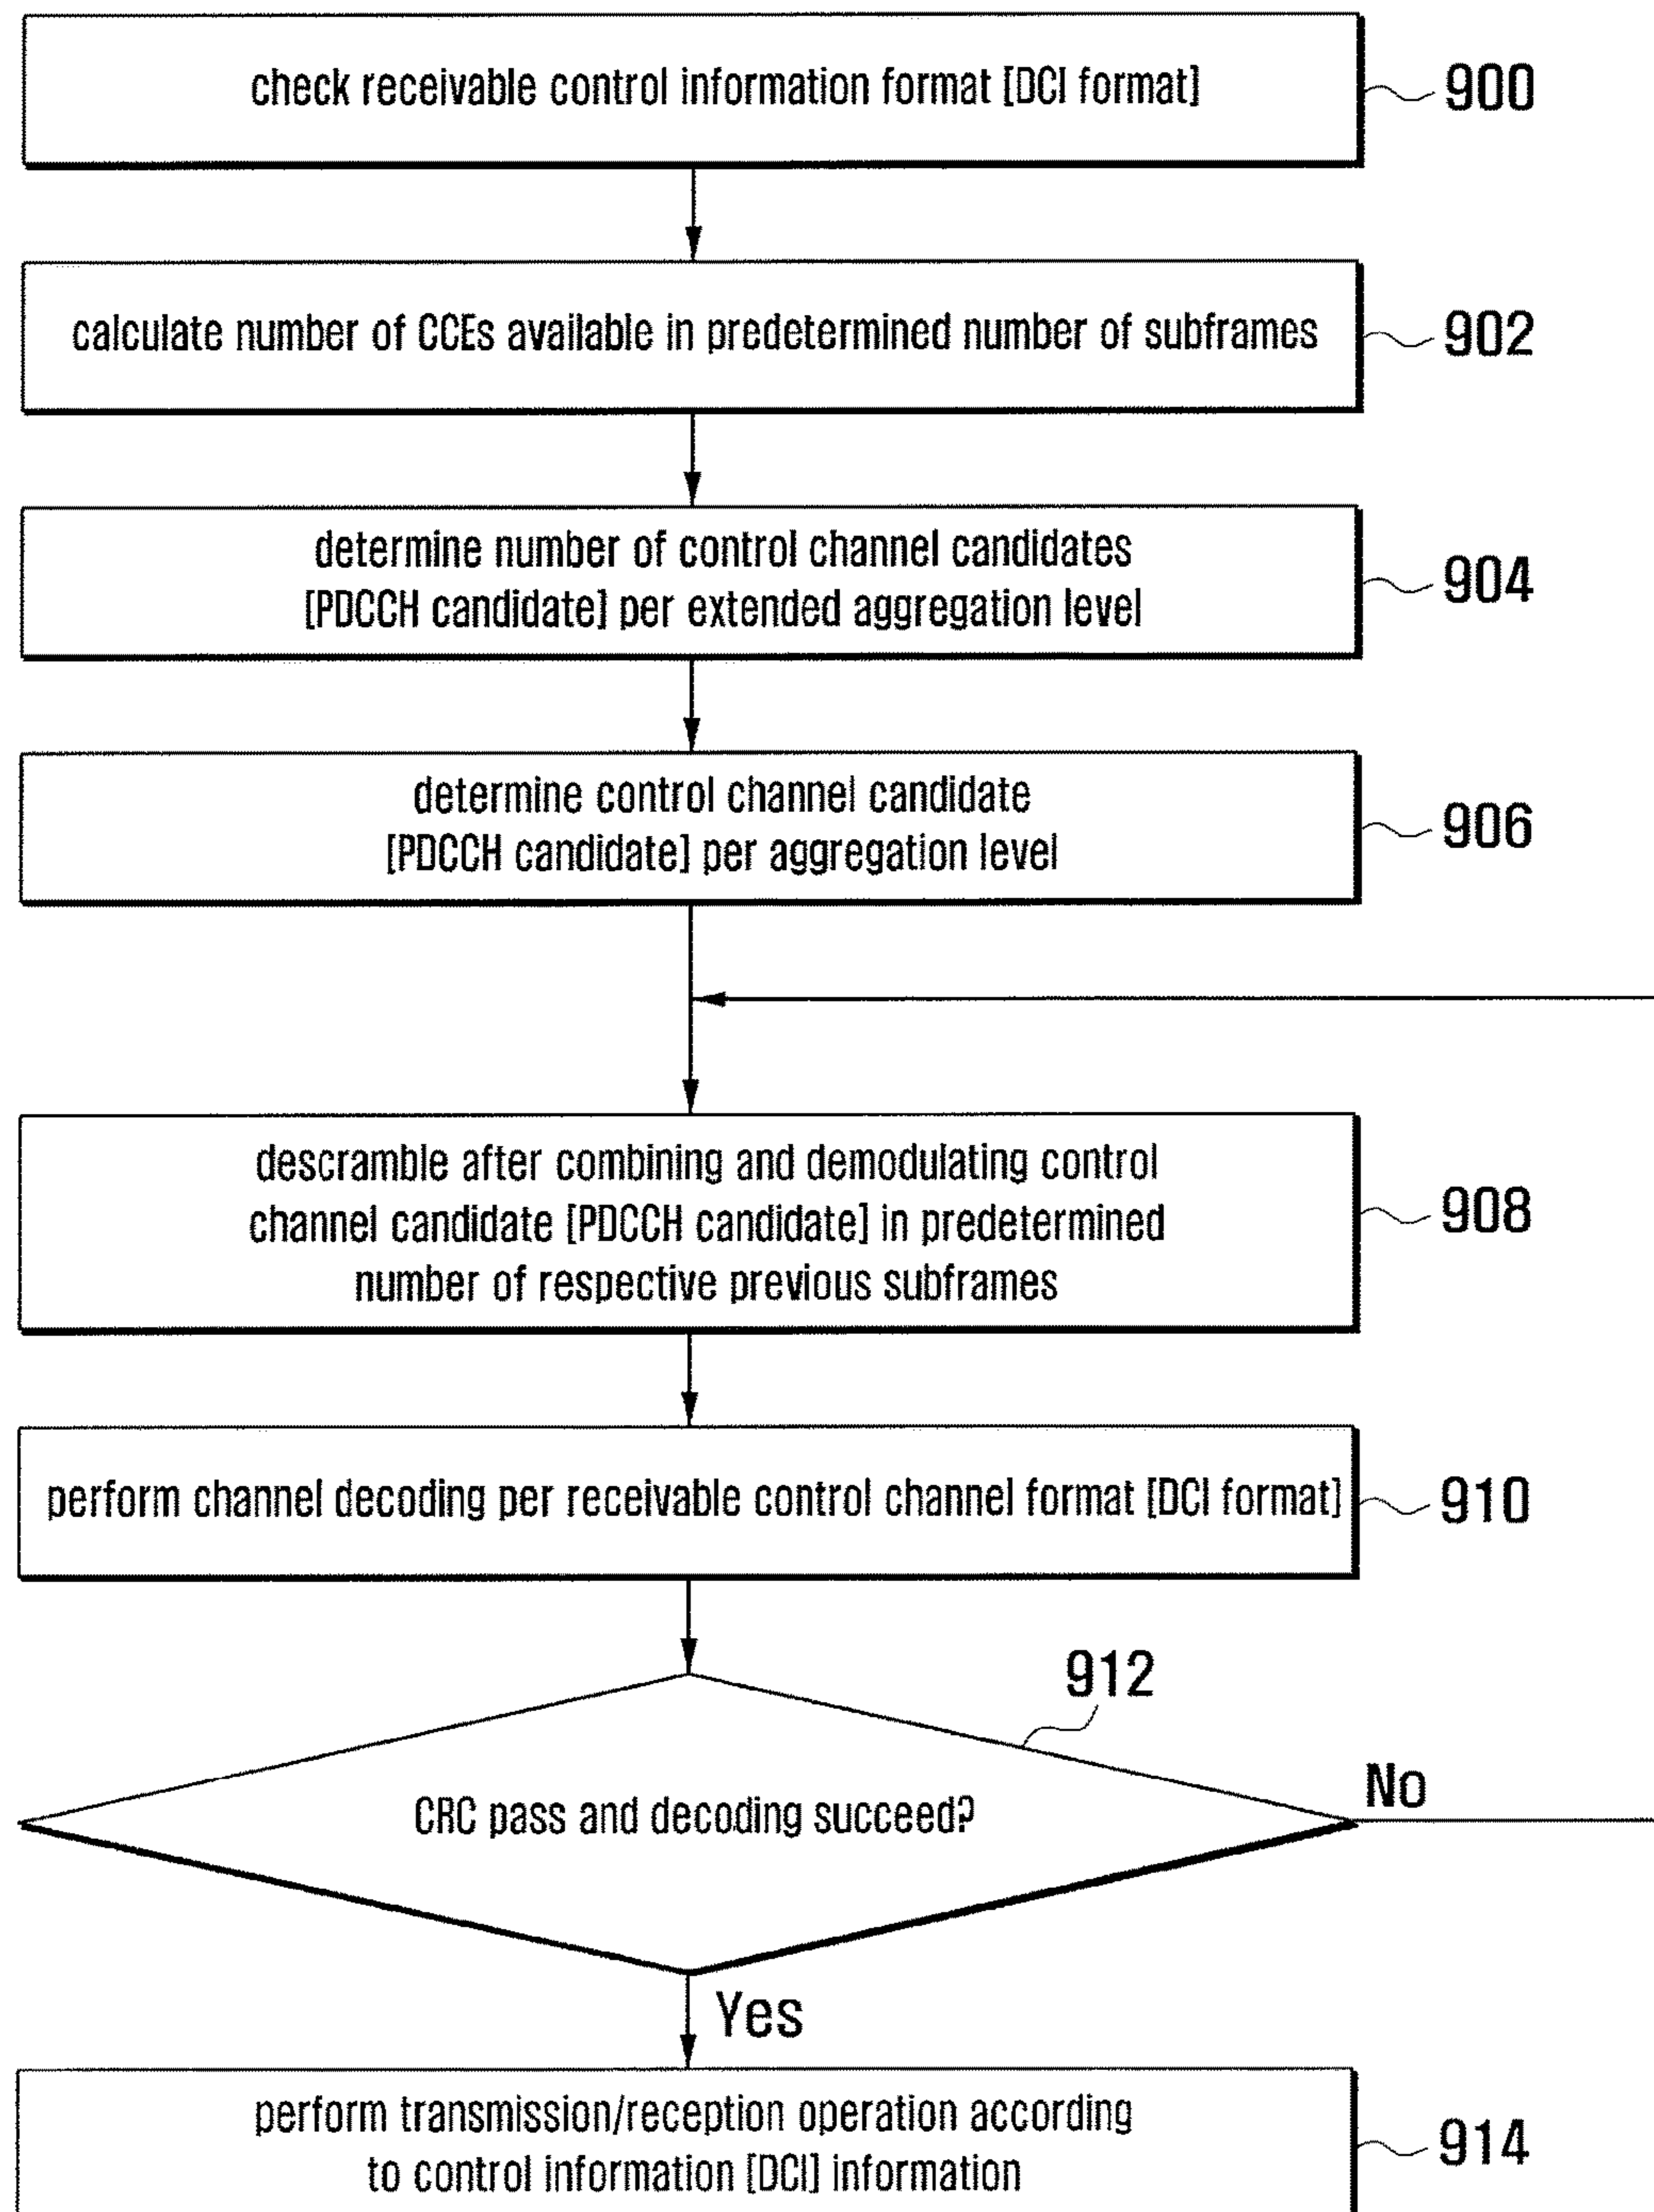 check receivable control information format [DCI format]
900
calculate number of CCEs available in predetermined number of subframes
902
determine number of control channel candidates
[PDCCH candidate] per extended aggregation level
904
determine control channel candidate
[PDCCH candidate] per aggregation level
906
descramble after combining and demodulating control
channel candidate [PDCCH candidate] in predetermined
number of respective previous subframes
908
perform channel decoding per receivable control channel format [DCI format]
910
912
CRC pass and decoding succeed?
No
Yes
perform transmission/reception operation according
to control information [DCI] information
914